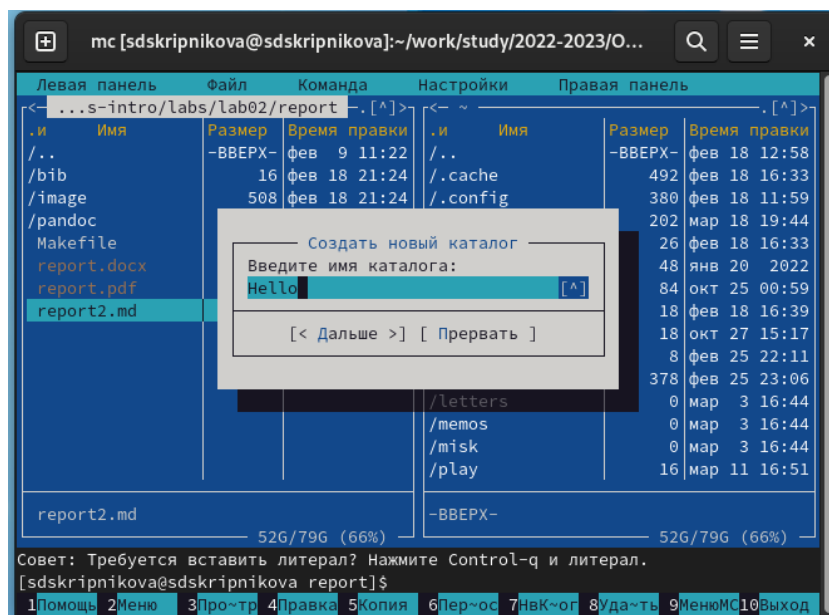 mc [sdskripnikova@sdskripnikova]:~/work/study/2022-2023/O...
Левая панель Файл Команда Настройки Правая панель
<— ...s-intro/labs/lab02/report —.[^]> <— ~ —.[^]>
.и Имя Размер Время правки .и Имя Размер Время правки
/.. -ВВЕРХ- фев 9 11:22 /.. -ВВЕРХ- фев 18 12:58
/bib 16 фев 18 21:24 /.cache 492 фев 18 16:33
/image 508 фев 18 21:24 /.config 380 фев 18 11:59
/pandoc 202 мар 18 19:44
Makefile Создать новый каталог 26 фев 18 16:33
report.docx Введите имя каталога: 48 янв 20 2022
report.pdf Hello [^] 84 окт 25 00:59
report2.md 18 фев 18 16:39
[< Дальше >] [ Прервать ] 18 окт 27 15:17
8 фев 25 22:11
378 фев 25 23:06
/letters 0 мар 3 16:44
/memos 0 мар 3 16:44
/misk 0 мар 3 16:44
/play 16 мар 11 16:51
report2.md -ВВЕРХ-
52G/79G (66%) 52G/79G (66%)
Совет: Требуется вставить литерал? Нажмите Control-q и литерал.
[sdskripnikova@sdskripnikova report]$
1Помощь 2Меню 3Про~тр 4Правка 5Копия 6Пер~ос 7НвК~ог 8Уда~ть 9МенюMC 10Выход